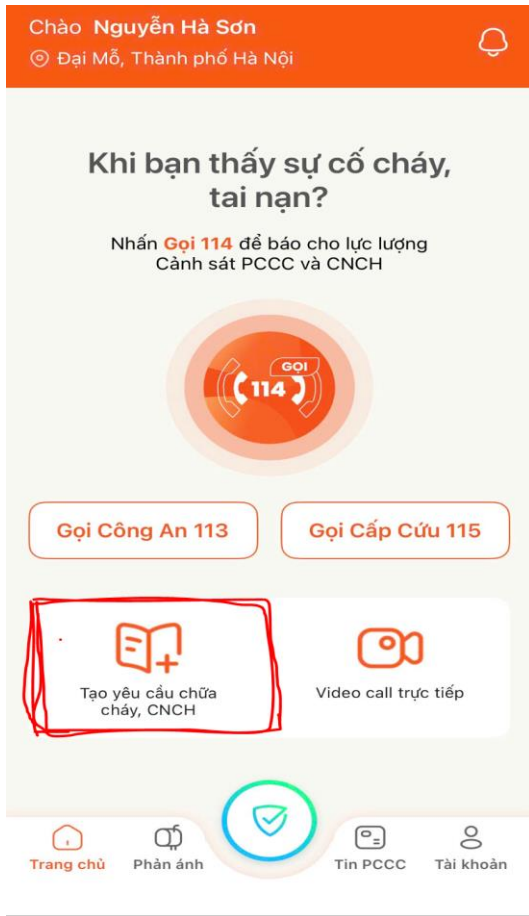 Chào Nguyễn Hà Sơn
Đại Mỗ, Thành phố Hà Nội
Khi bạn thấy sự cố cháy,
tai nạn?
Nhấn Gọi 114 để báo cho lực lượng
Cảnh sát PCCC và CNCH
GỌI
114
Gọi Công An 113
Gọi Cấp Cứu 115
Tạo yêu cầu chữa
cháy, CNCH
Video call trực tiếp
Trang chủ
Phản ánh
Tin PCCC
Tài khoản